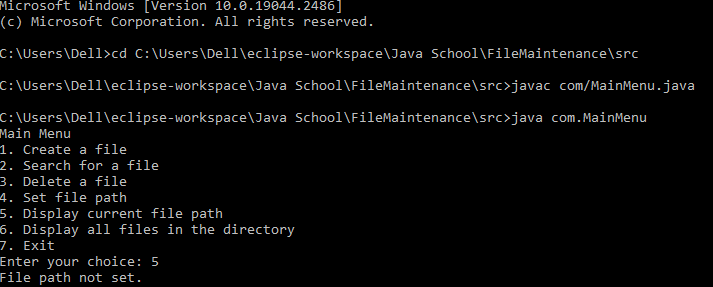 Microsoft Windows [Version 10.0.19044.2486]
(c) Microsoft Corporation. All rights reserved.
C:\Users\Dell>cd C:\Users\Dell\eclipse-workspace\Java School\FileMaintenance\src
C:\Users\Dell\eclipse-workspace\Java School\FileMaintenance\src>javac com/MainMenu.java
C:\Users\Dell\eclipse-workspace\Java School\FileMaintenance\src>java com.MainMenu
Main Menu
1. Create a file
2. Search for a file
3. Delete a file
4. Set file path
5. Display current file path
6. Display all files in the directory
7. Exit
Enter your choice: 5
File path not set.